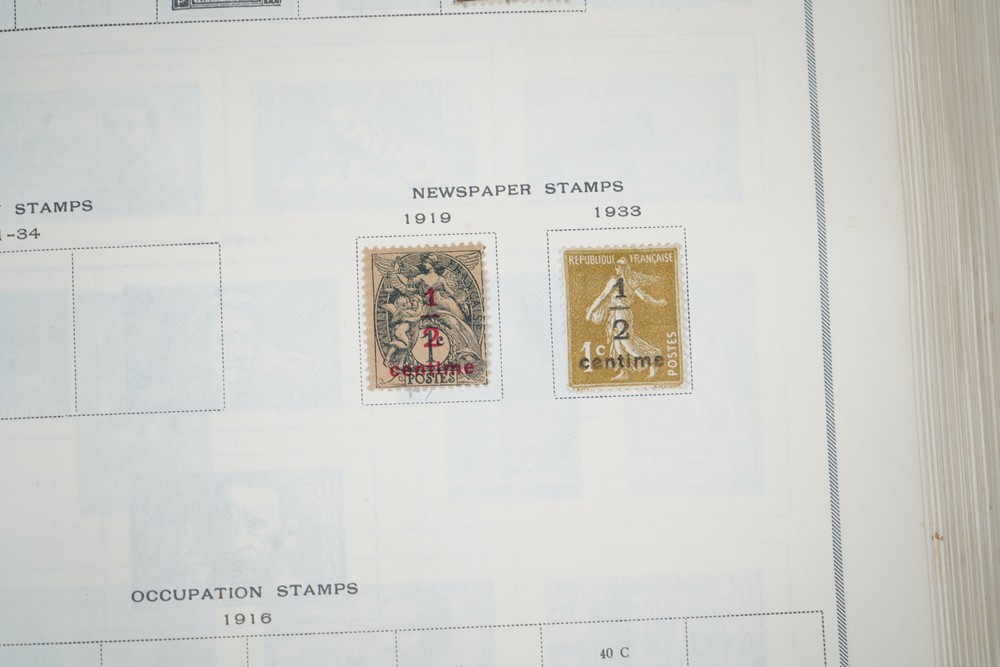 NEWSPAPER STAMPS
1919
1933
STAMPS
-34
1
2
centime
1c
POSTES
REPUBLIQUE FRANÇAISE
1
2
1c
centime
POSTES
OCCUPATION STAMPS
1916
40 C